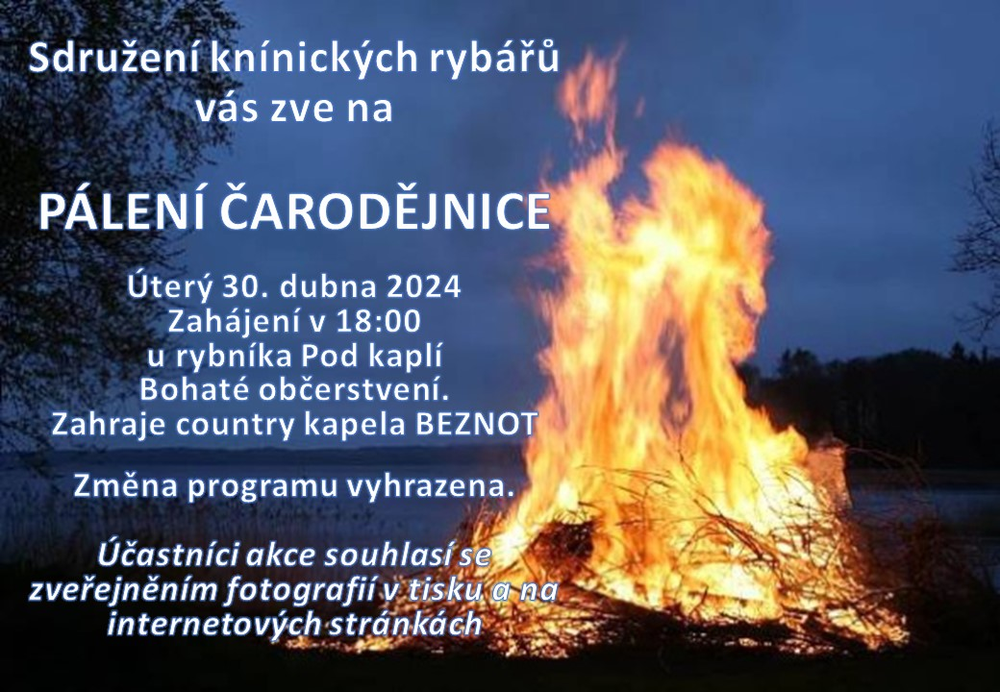 Sdružení knínických rybářů
vás zve na
PÁLENÍ ČARODĚJNICE
Úterý 30. dubna 2024
Zahájení v 18:00
u rybníka Pod kaplí
Bohaté občerstvení.
Zahraje country kapela BEZNOT
Změna programu vyhrazena.
Účastníci akce souhlasí se
zveřejněním fotografií v tisku a na
internetových stránkách